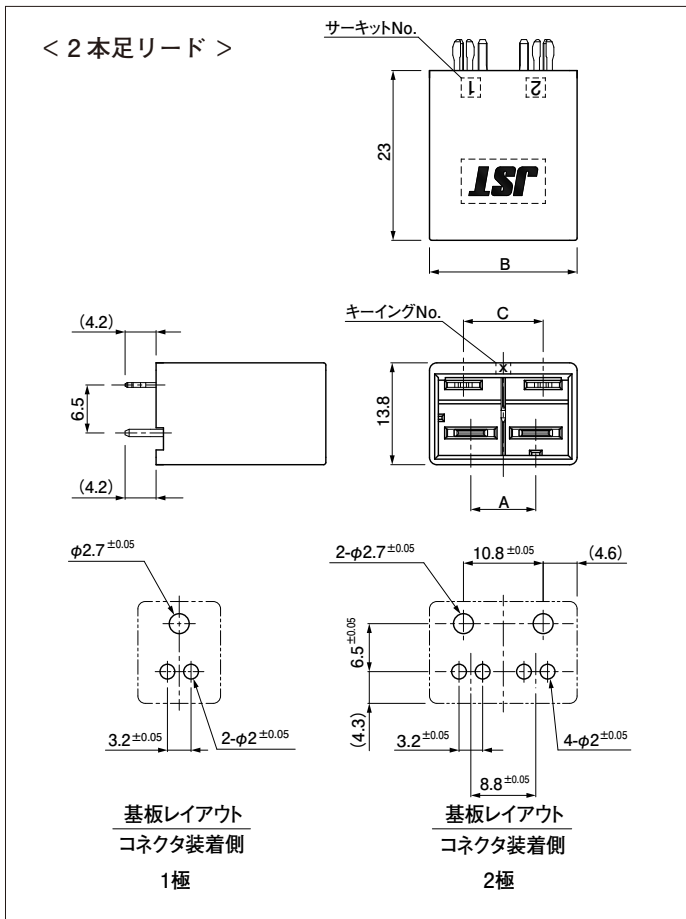 < 2本足リード >
サーキットNo.
1
2
23
JST
B
(4.2)
6.5
(4.2)
キーイングNo.
C
X
13.8
A
φ2.7 ±0.05
3.2 ±0.05
2-φ2 ±0.05
基板レイアウト
コネクタ装着側
1極
2-φ2.7 ±0.05
10.8 ±0.05
(4.6)
6.5 ±0.05
(4.3)
3.2 ±0.05
4-φ2 ±0.05
8.8 ±0.05
基板レイアウト
コネクタ装着側
2極